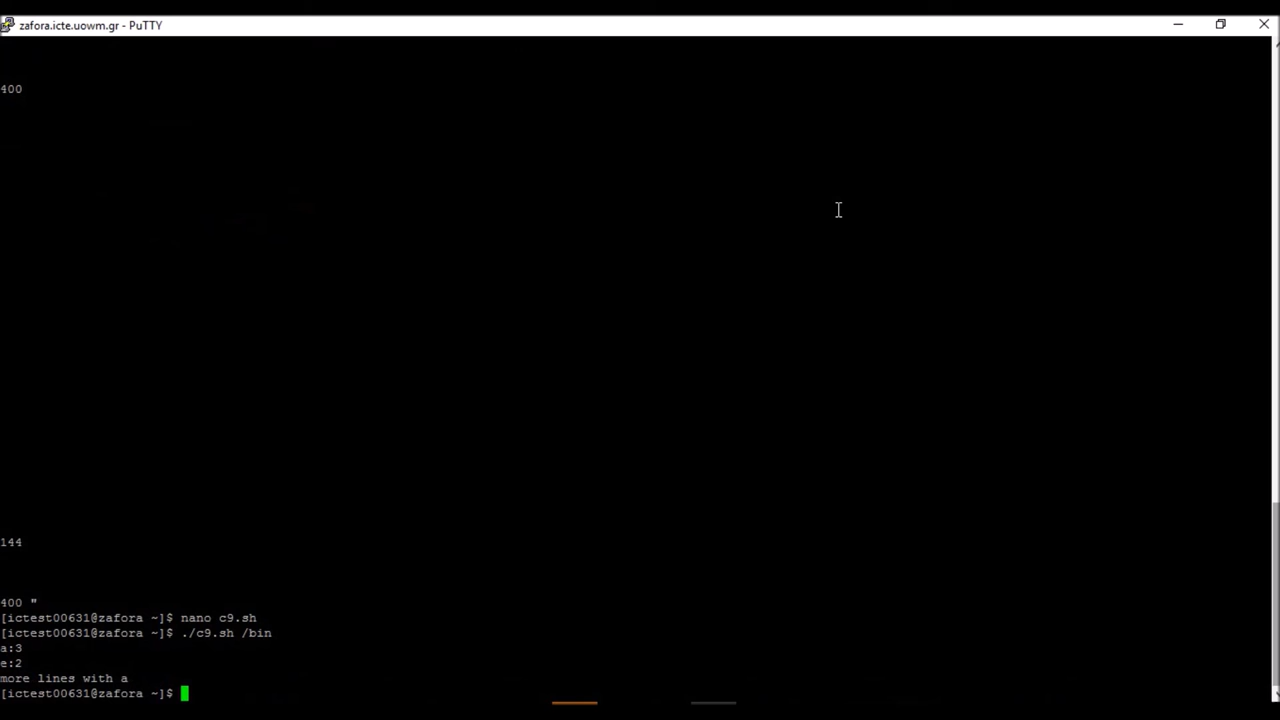 zafora.icte.uowm.gr - PuTTY
400
144
400 "
[ictest00631@zafora ~]$ nano c9.sh
[ictest00631@zafora ~]$ ./c9.sh /bin
a:3
e:2
more lines with a
[ictest00631@zafora ~]$